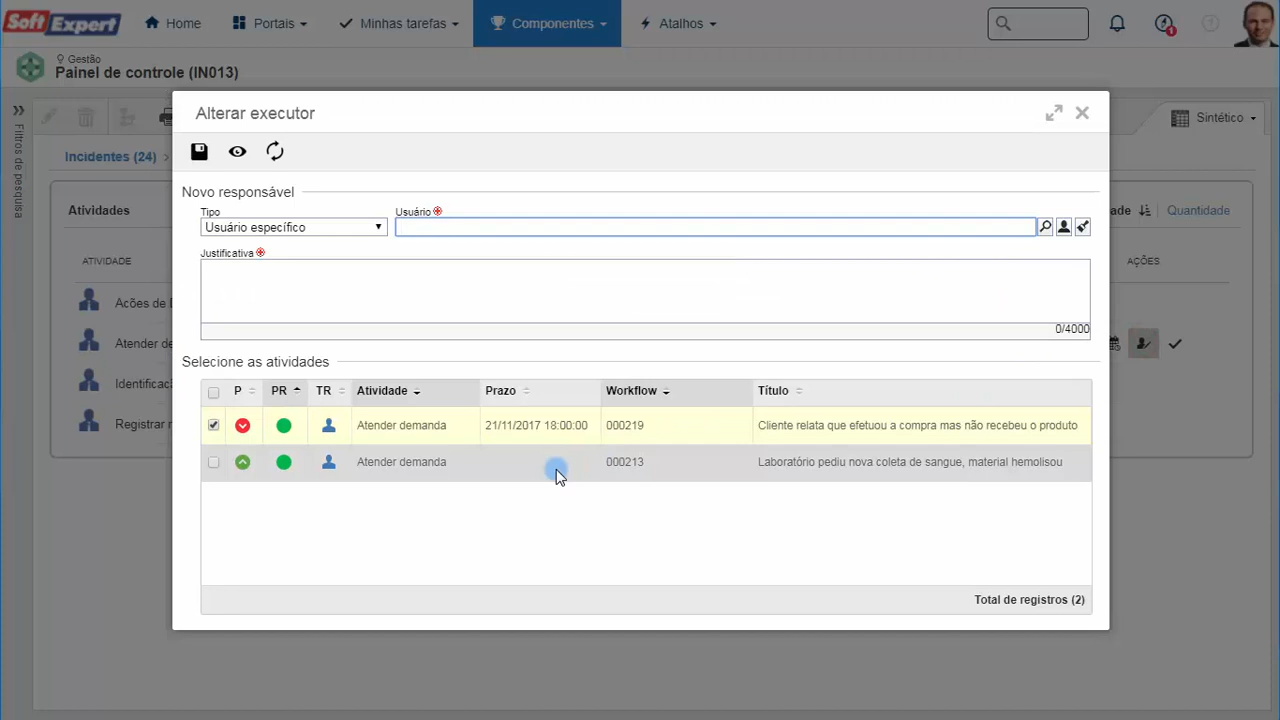 SoftExpert
Home
Portais
Minhas tarefas
Componentes
Atalhos
1
Gestão
Painel de controle (IN013)
Filtros de pesquisa
Sintético
Incidentes (24)
Atividades
Quantidade
ATIVIDADE
AÇÕES
Atender
Identificaç
Registrar
Alterar executor
Novo responsável
Tipo
Usuário
Usuário específico
Justificativa
0/4000
Selecione as atividades
P PR TR Atividade Prazo Workflow Título
Atender demanda 21/11/2017 18:00:00 000219 Cliente relata que efetuou a compra mas não recebeu o produto
Atender demanda 000213 Laboratório pediu nova coleta de sangue, material hemolisou
Total de registros (2)